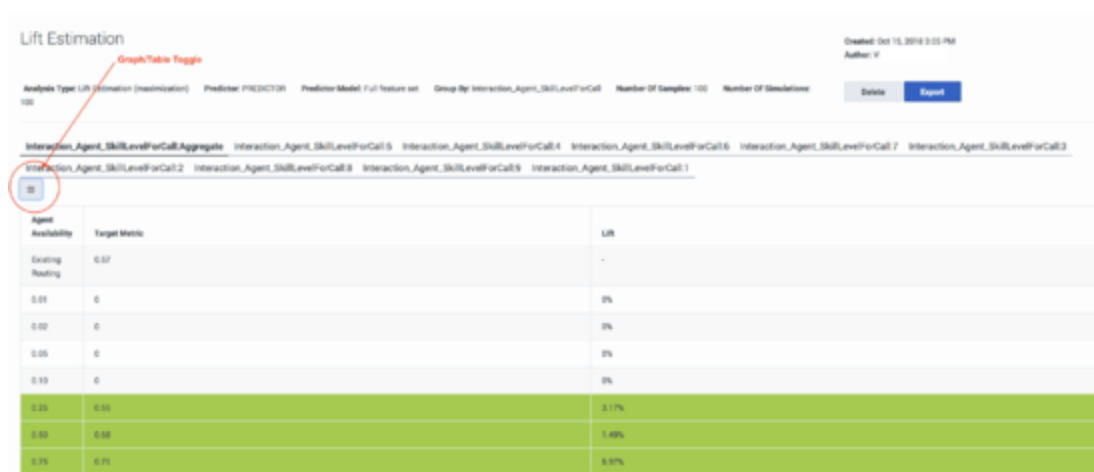 Lift Estimation
Created: Oct 15, 2018 3:05 PM
Graph/Table Toggle
Author: V
Analysis Type: Lift Estimation (maximization) Predictor: PREDICTOR Predictor Model: Full feature set Group By: Interaction_Agent_SkillLevelForCall Number Of Samples: 100 Number Of Simulations:
100
Delete Export
Interaction_Agent_SkillLevelForCall:Aggregate Interaction_Agent_SkillLevelForCall:5 Interaction_Agent_SkillLevelForCall:4 Interaction_Agent_SkillLevelForCall:6 Interaction_Agent_SkillLevelForCall:7 Interaction_Agent_SkillLevelForCall:3
Interaction_Agent_SkillLevelForCall:2 Interaction_Agent_SkillLevelForCall:8 Interaction_Agent_SkillLevelForCall:9 Interaction_Agent_SkillLevelForCall:1
Agent
Availability Target Metric Lift
Existing
Routing 0.57 -
0.01 0 0%
0.02 0 0%
0.05 0 0%
0.10 0 0%
0.25 0.55 3.17%
0.50 0.68 1.49%
0.75 0.71